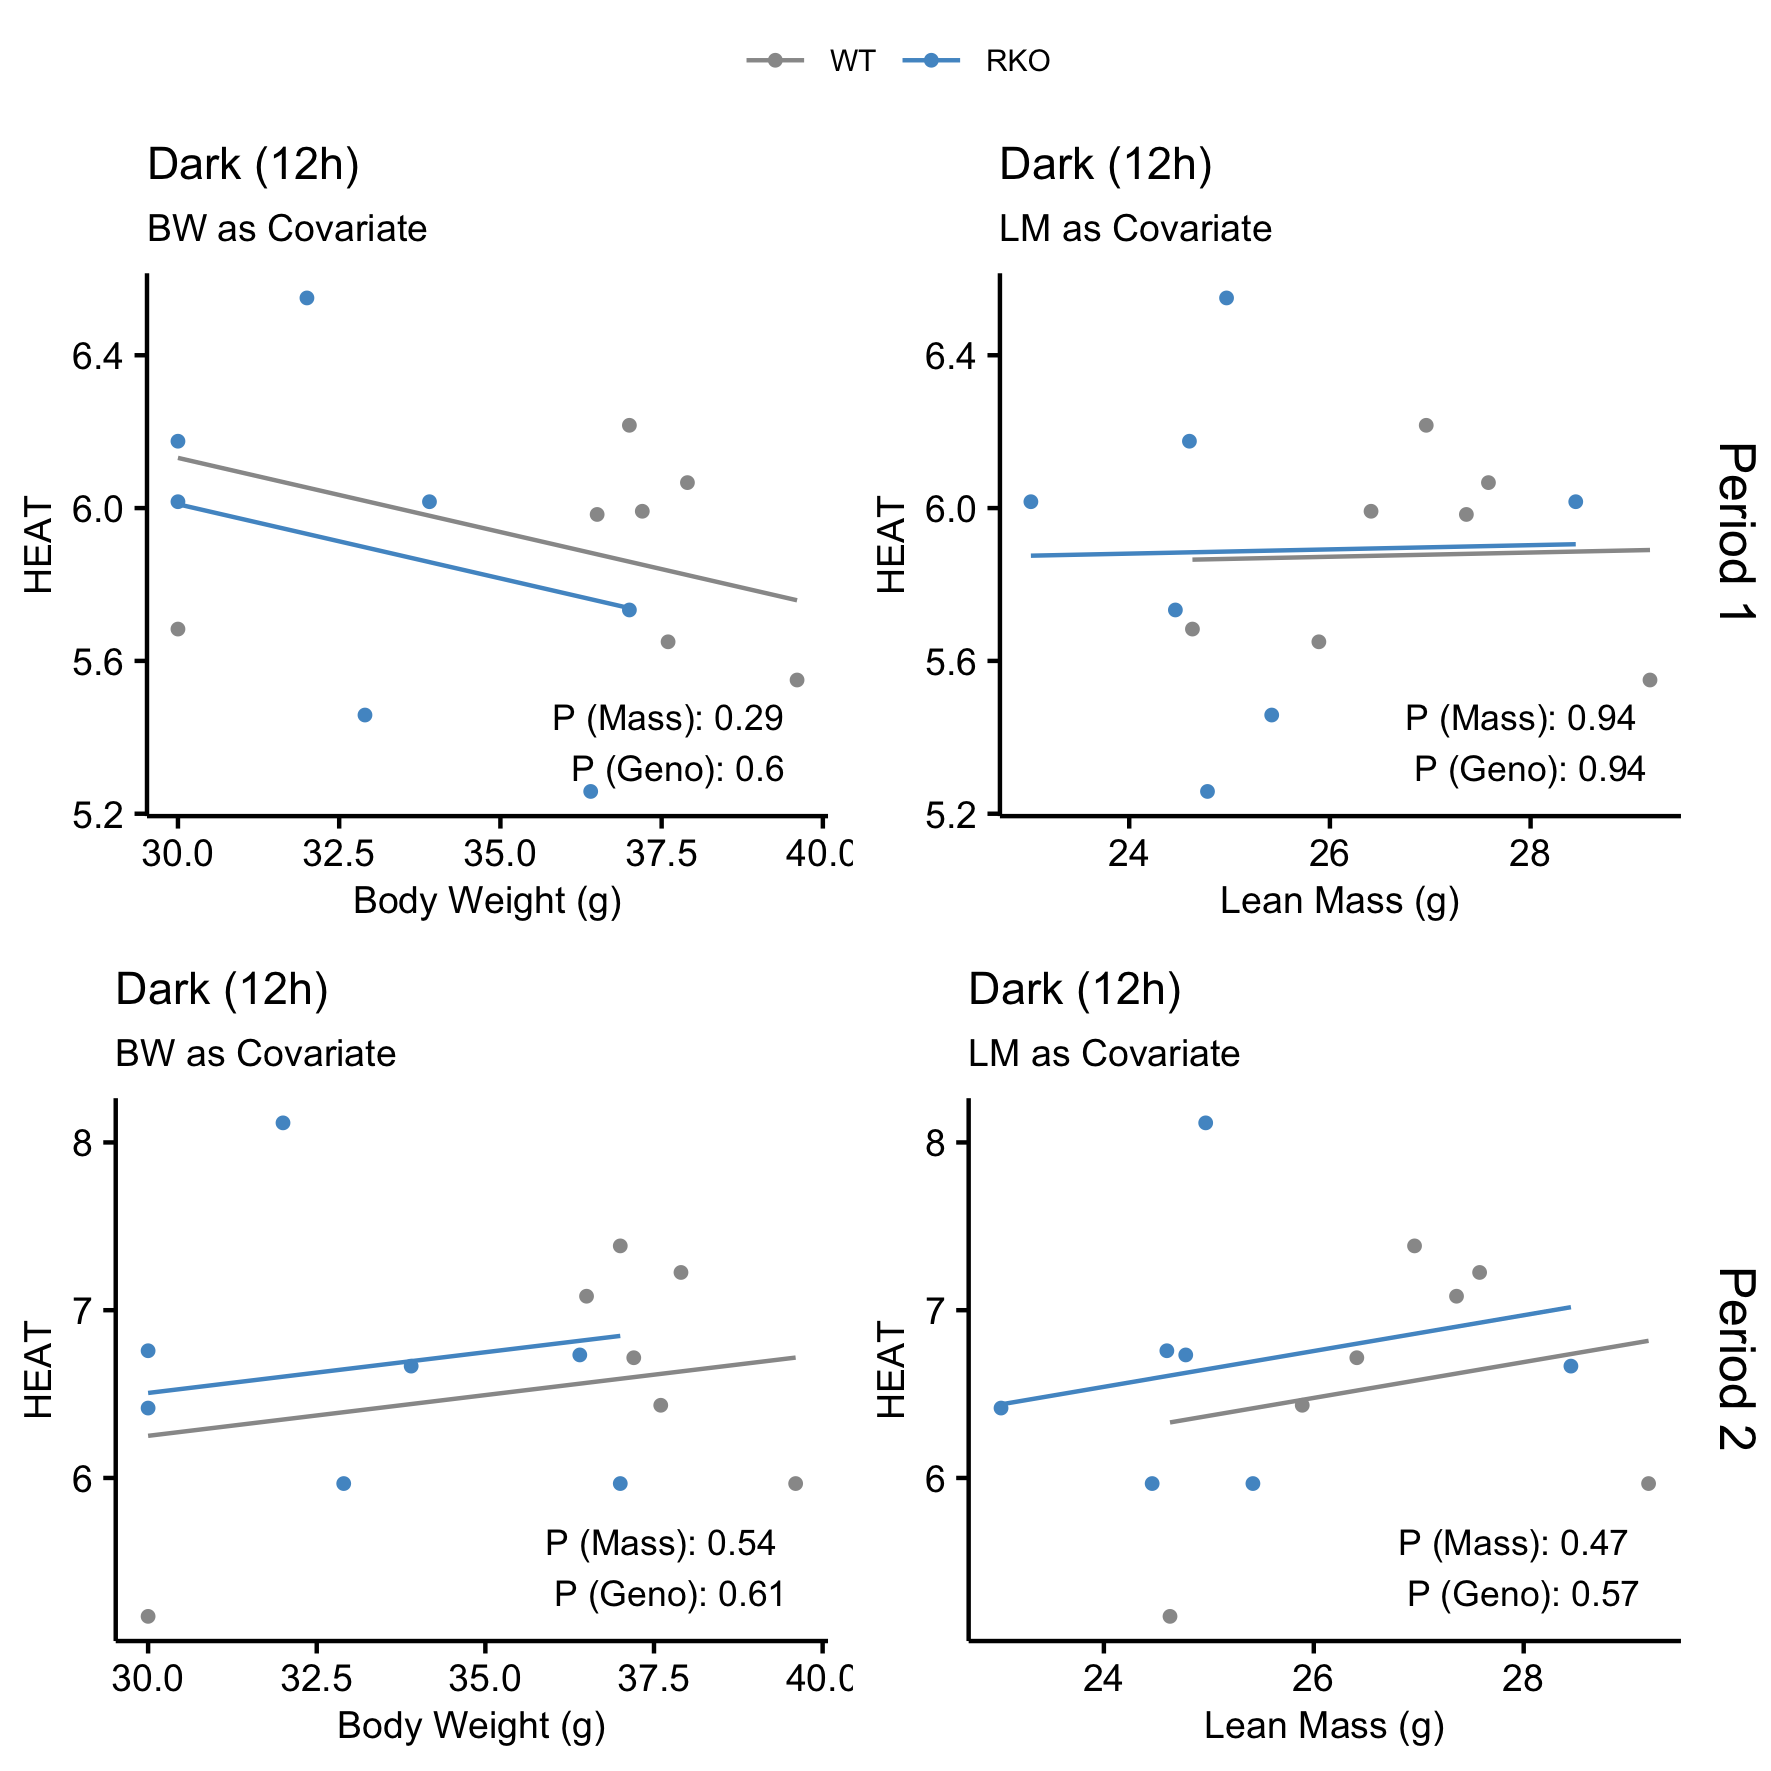 WT RKO
Dark (12h)
BW as Covariate
HEAT
6.4
6.0
5.6
5.2
P (Mass): 0.29
P (Geno): 0.6
30.0 32.5 35.0 37.5 40.0
Body Weight (g)
Dark (12h)
LM as Covariate
HEAT
6.4
6.0
5.6
5.2
P (Mass): 0.94
P (Geno): 0.94
24 26 28
Lean Mass (g)
Period 1
Dark (12h)
BW as Covariate
HEAT
8
7
6
P (Mass): 0.54
P (Geno): 0.61
30.0 32.5 35.0 37.5 40.0
Body Weight (g)
Dark (12h)
LM as Covariate
HEAT
8
7
6
P (Mass): 0.47
P (Geno): 0.57
24 26 28
Lean Mass (g)
Period 2